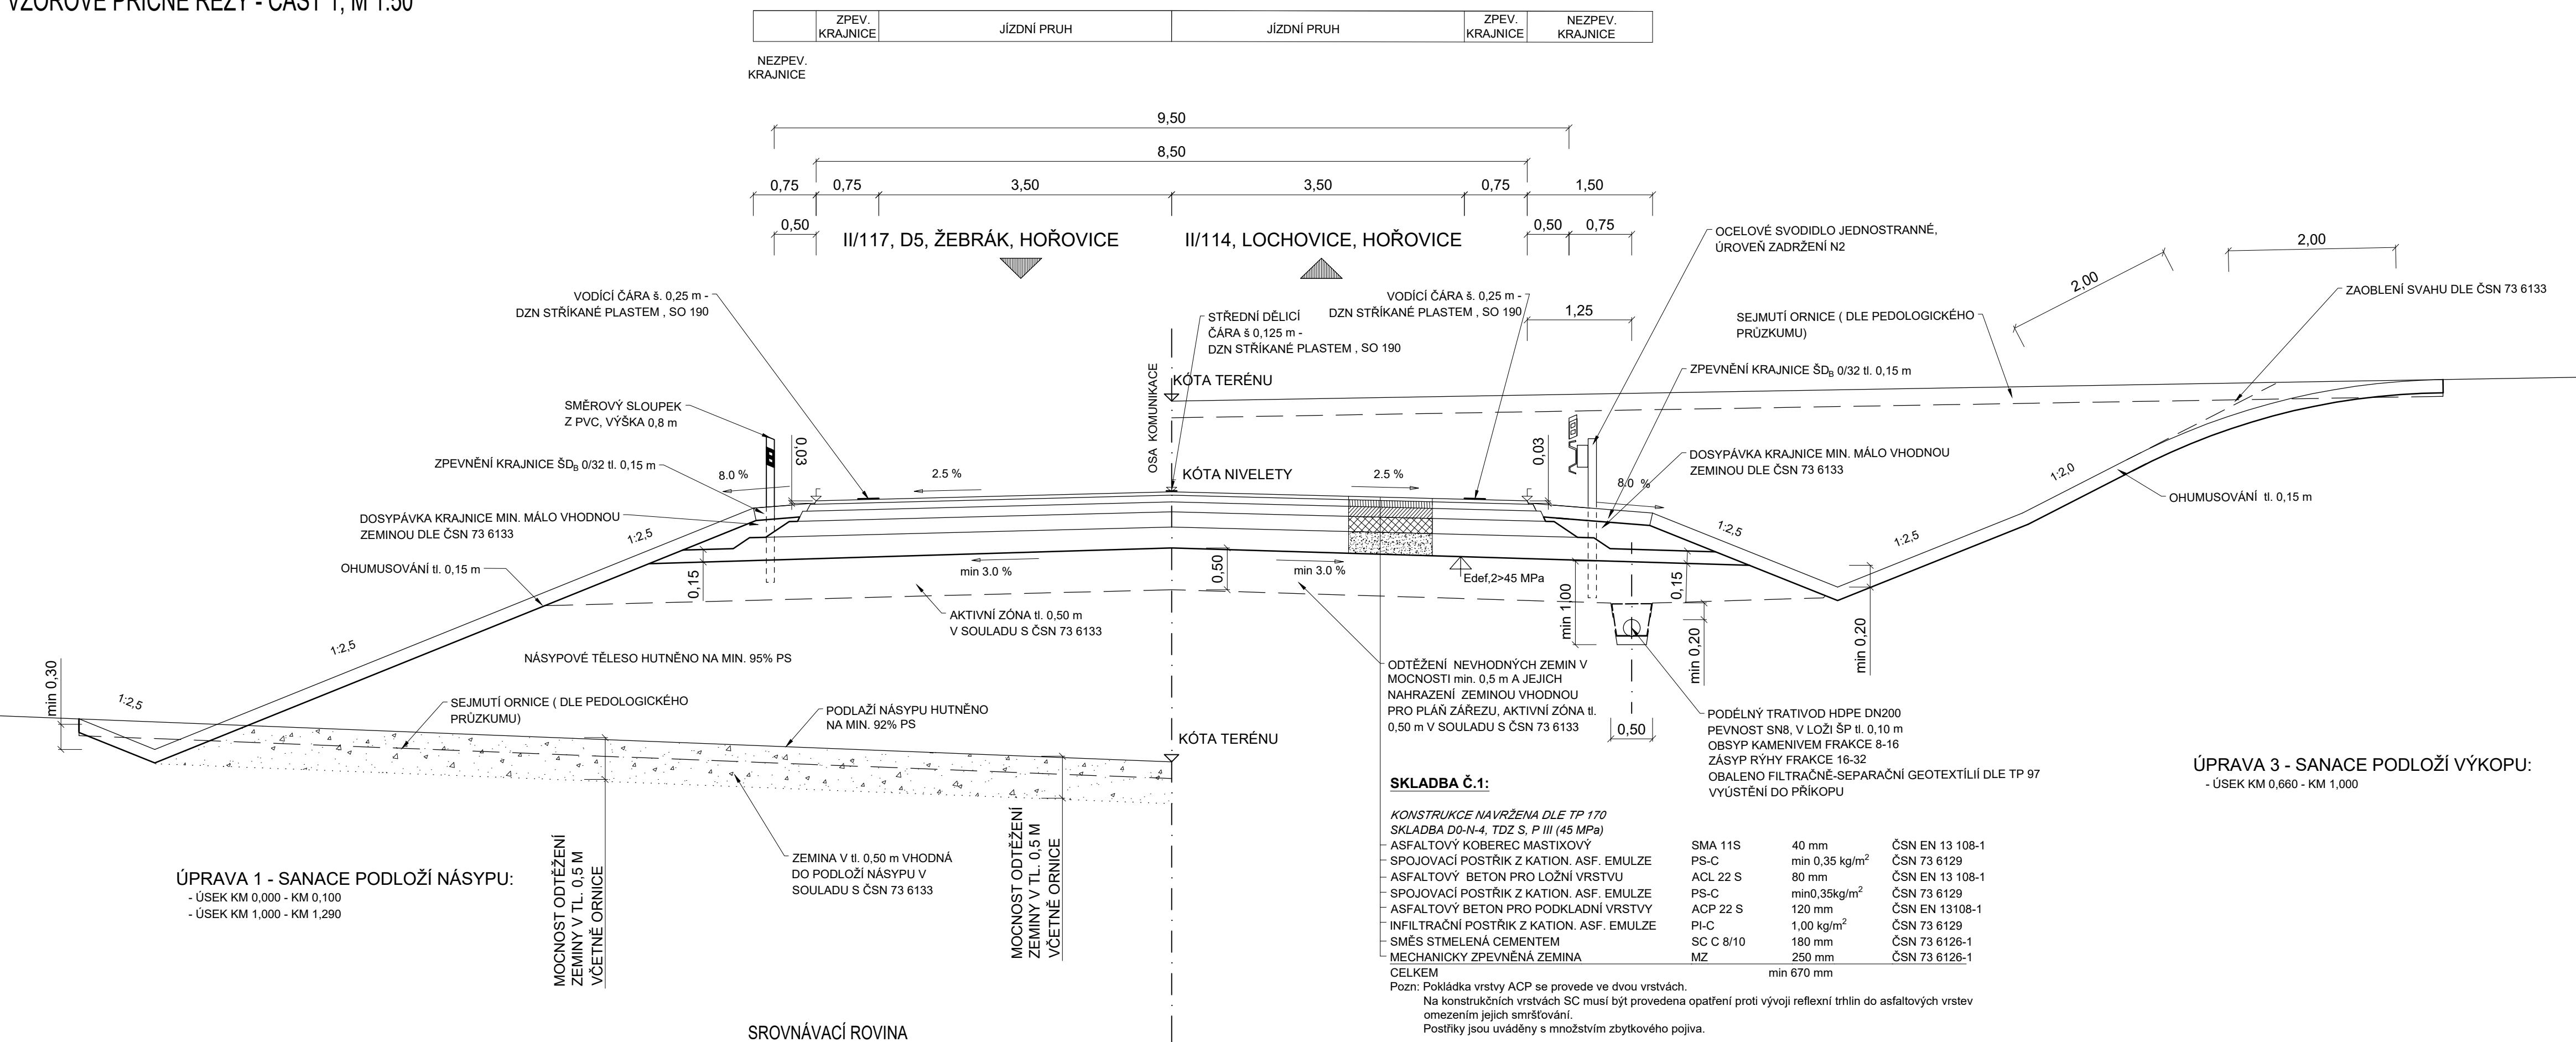 VZOROVÉ PŘÍČNÉ ŘEZY - ČÁST 1, M 1:50
ZPEV.
KRAJNICE
JÍZDNÍ PRUH
JÍZDNÍ PRUH
ZPEV.
KRAJNICE
NEZPEV.
KRAJNICE
NEZPEV.
KRAJNICE
9,50
8,50
0,75
0,75
3,50
3,50
0,75
1,50
0,50
0,50
0,75
II/117, D5, ŽEBRÁK, HOŘOVICE
II/114, LOCHOVICE, HOŘOVICE
OCELOVÉ SVODIDLO JEDNOSTRANNÉ,
ÚROVEŇ ZADRŽENÍ N2
2,00
2,00
ZAOBLENÍ SVAHU DLE ČSN 73 6133
VODÍCÍ ČÁRA š. 0,25 m -
DZN STŘÍKANÉ PLASTEM , SO 190
STŘEDNÍ DĚLICÍ
ČÁRA š 0,125 m -
DZN STŘÍKANÉ PLASTEM , SO 190
VODÍCÍ ČÁRA š. 0,25 m -
DZN STŘÍKANÉ PLASTEM , SO 190
1,25
SEJMUTÍ ORNICE ( DLE PEDOLOGICKÉHO
PRŮZKUMU)
OSA KOMUNIKACE
KÓTA TERÉNU
ZPEVNĚNÍ KRAJNICE ŠDB 0/32 tl. 0,15 m
SMĚROVÝ SLOUPEK
Z PVC, VÝŠKA 0,8 m
0,03
0,03
ZPEVNĚNÍ KRAJNICE ŠDB 0/32 tl. 0,15 m
8.0 %
2.5 %
KÓTA NIVELETY
2.5 %
8.0 %
DOSYPÁVKA KRAJNICE MIN. MÁLO VHODNOU
ZEMINOU DLE ČSN 73 6133
1:2,0
OHUMUSOVÁNÍ tl. 0,15 m
DOSYPÁVKA KRAJNICE MIN. MÁLO VHODNOU
ZEMINOU DLE ČSN 73 6133
1:2,5
1:2,5
1:2,5
OHUMUSOVÁNÍ tl. 0,15 m
0,15
min 3.0 %
0,50
min 3.0 %
Edef,2>45 MPa
min 1,00
0,15
min 0,20
min 0,20
AKTIVNÍ ZÓNA tl. 0,50 m
V SOULADU S ČSN 73 6133
1:2,5
NÁSYPOVÉ TĚLESO HUTNĚNO NA MIN. 95% PS
min 0,30
1:2,5
SEJMUTÍ ORNICE ( DLE PEDOLOGICKÉHO
PRŮZKUMU)
PODLAŽÍ NÁSYPU HUTNĚNO
NA MIN. 92% PS
KÓTA TERÉNU
ODTĚŽENÍ NEVHODNÝCH ZEMIN V
MOCNOSTI min. 0,5 m A JEJICH
NAHRAZENÍ ZEMINOU VHODNOU
PRO PLÁŇ ZÁŘEZU, AKTIVNÍ ZÓNA tl.
0,50 m V SOULADU S ČSN 73 6133
0,50
PODÉLNÝ TRATIVOD HDPE DN200
PEVNOST SN8, V LOŽI ŠP tl. 0,10 m
OBSYP KAMENIVEM FRAKCE 8-16
ZÁSYP RÝHY FRAKCE 16-32
OBALENO FILTRAČNĚ-SEPARAČNÍ GEOTEXTÍLIÍ DLE TP 97
VYÚSTĚNÍ DO PŘÍKOPU
ÚPRAVA 3 - SANACE PODLOŽÍ VÝKOPU:
- ÚSEK KM 0,660 - KM 1,000
ÚPRAVA 1 - SANACE PODLOŽÍ NÁSYPU:
- ÚSEK KM 0,000 - KM 0,100
- ÚSEK KM 1,000 - KM 1,290
MOCNOST ODTĚŽENÍ
ZEMINY V TL. 0,5 M
VČETNĚ ORNICE
ZEMINA V tl. 0,50 m VHODNÁ
DO PODLOŽÍ NÁSYPU V
SOULADU S ČSN 73 6133
MOCNOST ODTĚŽENÍ
ZEMINY V TL. 0,5 M
VČETNĚ ORNICE
SKLADBA Č.1:
KONSTRUKCE NAVRŽENA DLE TP 170
SKLADBA D0-N-4, TDZ S, P III (45 MPa)
ASFALTOVÝ KOBEREC MASTIXOVÝ SMA 11S 40 mm ČSN EN 13 108-1
SPOJOVACÍ POSTŘIK Z KATION. ASF. EMULZE PS-C min 0,35 kg/m² ČSN 73 6129
ASFALTOVÝ BETON PRO LOŽNÍ VRSTVU ACL 22 S 80 mm ČSN EN 13 108-1
SPOJOVACÍ POSTŘIK Z KATION. ASF. EMULZE PS-C min0,35kg/m² ČSN 73 6129
ASFALTOVÝ BETON PRO PODKLADNÍ VRSTVY ACP 22 S 120 mm ČSN EN 13108-1
INFILTRAČNÍ POSTŘIK Z KATION. ASF. EMULZE PI-C 1,00 kg/m² ČSN 73 6129
SMĚS STMELENÁ CEMENTEM SC C 8/10 180 mm ČSN 73 6126-1
MECHANICKY ZPEVNĚNÁ ZEMINA MZ 250 mm ČSN 73 6126-1
CELKEM min 670 mm
Pozn: Pokládka vrstvy ACP se provede ve dvou vrstvách.
Na konstrukčních vrstvách SC musí být provedena opatření proti vývoji reflexní trhlin do asfaltových vrstev
omezením jejich smršťování.
Postřiky jsou uváděny s množstvím zbytkového pojiva.
SROVNÁVACÍ ROVINA